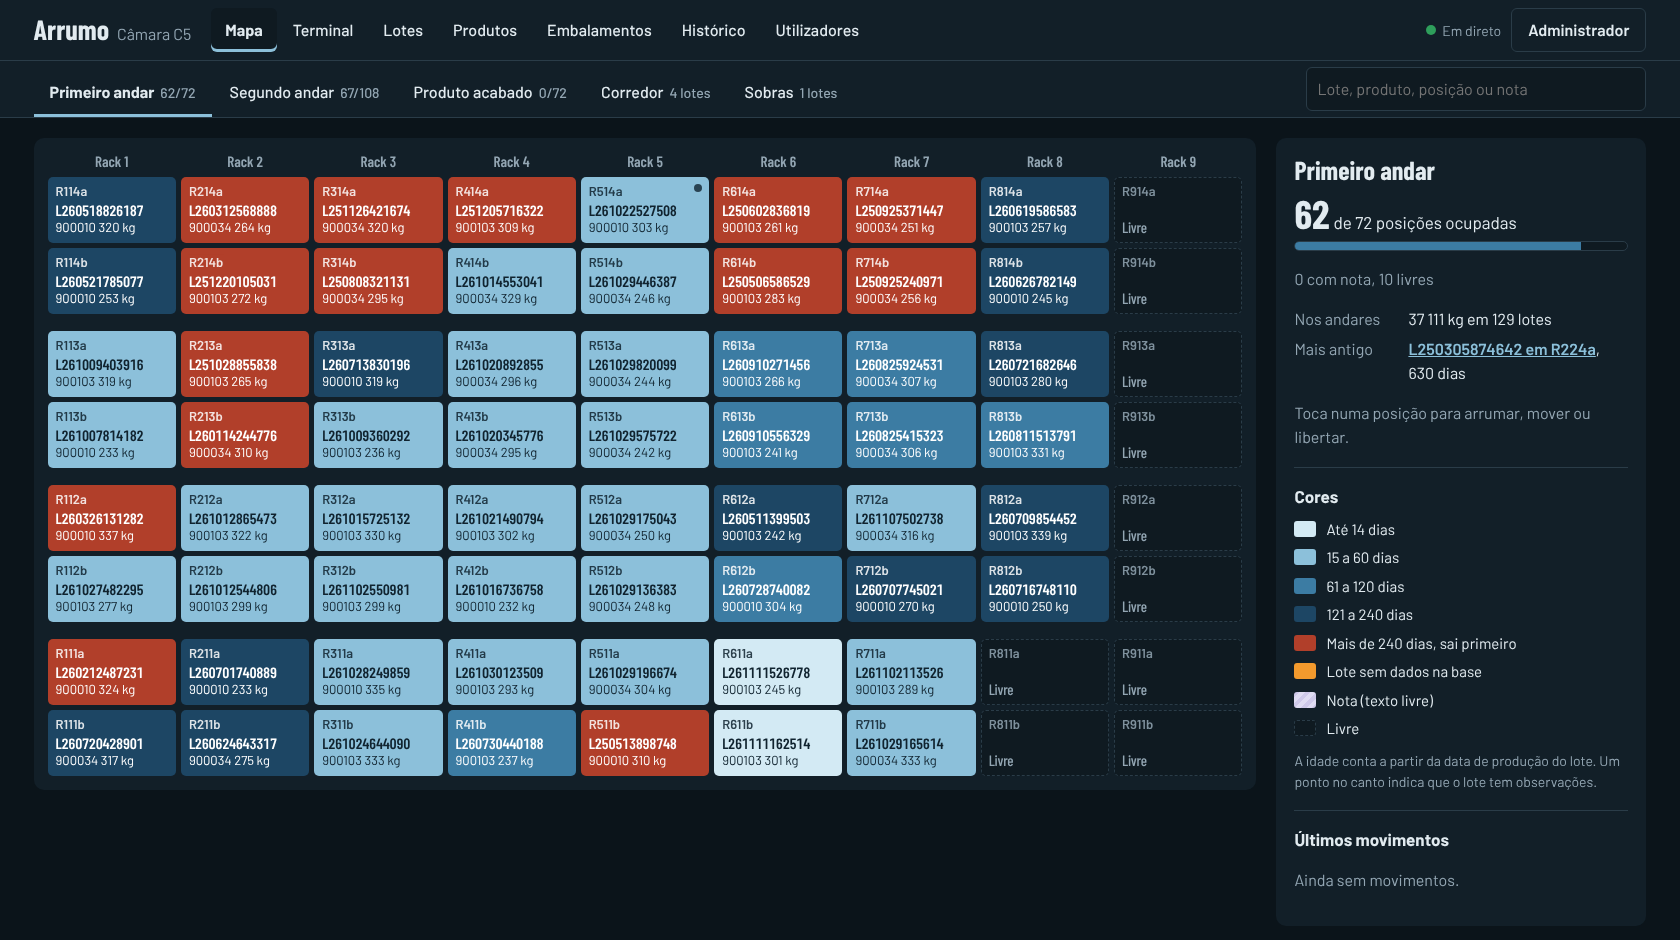 Arrumo Câmara C5 Mapa Terminal Lotes Produtos Embalamentos Histórico Utilizadores Em direto Administrador
Primeiro andar 62/72 Segundo andar 67/108 Produto acabado 0/72 Corredor 4 lotes Sobras 1 lotes Lote, produto, posição ou nota
Rack 1 Rack 2 Rack 3 Rack 4 Rack 5 Rack 6 Rack 7 Rack 8 Rack 9
R114a R214a R314a R414a R514a R614a R714a R814a R914a
L260518826187 L260312568888 L251126421674 L251205716322 L261022527508 L250602836819 L250925371447 L260619586583
900010 320 kg 900034 264 kg 900034 320 kg 900103 309 kg 900010 303 kg 900103 261 kg 900034 251 kg 900103 257 kg Livre
R114b R214b R314b R414b R514b R614b R714b R814b R914b
L260521785077 L251220105031 L250808321131 L261014553041 L261029446387 L250506586529 L250925240971 L260626782149
900010 253 kg 900103 272 kg 900034 295 kg 900034 329 kg 900034 246 kg 900103 283 kg 900034 256 kg 900010 245 kg Livre
R113a R213a R313a R413a R513a R613a R713a R813a R913a
L261009403916 L251028855838 L260713830196 L261020892855 L261029820099 L260910271456 L260825924531 L260721682646
900103 319 kg 900103 265 kg 900010 319 kg 900034 296 kg 900034 244 kg 900103 266 kg 900034 307 kg 900103 280 kg Livre
R113b R213b R313b R413b R513b R613b R713b R813b R913b
L261007814182 L260114244776 L261009360292 L261020345776 L261029575722 L260910556329 L260825415323 L260811513791
900010 233 kg 900034 310 kg 900103 236 kg 900034 295 kg 900034 242 kg 900103 241 kg 900034 306 kg 900103 331 kg Livre
R112a R212a R312a R412a R512a R612a R712a R812a R912a
L260326131282 L261012865473 L261015725132 L261021490794 L261029175043 L260511399503 L261107502738 L260709854452
900010 337 kg 900103 322 kg 900103 330 kg 900103 302 kg 900034 250 kg 900103 242 kg 900034 316 kg 900103 339 kg Livre
R112b R212b R312b R412b R512b R612b R712b R812b R912b
L261027482295 L261012544806 L261102550981 L261016736758 L261029136383 L260728740082 L260707745021 L260716748110
900103 277 kg 900103 299 kg 900103 299 kg 900010 232 kg 900034 248 kg 900010 304 kg 900010 270 kg 900010 250 kg Livre
R111a R211a R311a R411a R511a R611a R711a R811a R911a
L260212487231 L260701740889 L261028249859 L261030123509 L261029196674 L261111526778 L261102113526
900010 324 kg 900010 233 kg 900010 335 kg 900103 293 kg 900034 304 kg 900103 245 kg 900103 289 kg Livre Livre
R111b R211b R311b R411b R511b R611b R711b R811b R911b
L260720428901 L260624643317 L261024644090 L260730440188 L250513898748 L261111162514 L261029165614
900034 317 kg 900034 275 kg 900103 333 kg 900103 237 kg 900010 310 kg 900103 301 kg 900034 333 kg Livre Livre
Primeiro andar
62 de 72 posições ocupadas
0 com nota, 10 livres
Nos andares 37 111 kg em 129 lotes
Mais antigo L250305874642 em R224a,
630 dias
Toca numa posição para arrumar, mover ou
libertar.
Cores
Até 14 dias
15 a 60 dias
61 a 120 dias
121 a 240 dias
Mais de 240 dias, sai primeiro
Lote sem dados na base
Nota (texto livre)
Livre
A idade conta a partir da data de produção do lote. Um
ponto no canto indica que o lote tem observações.
Últimos movimentos
Ainda sem movimentos.